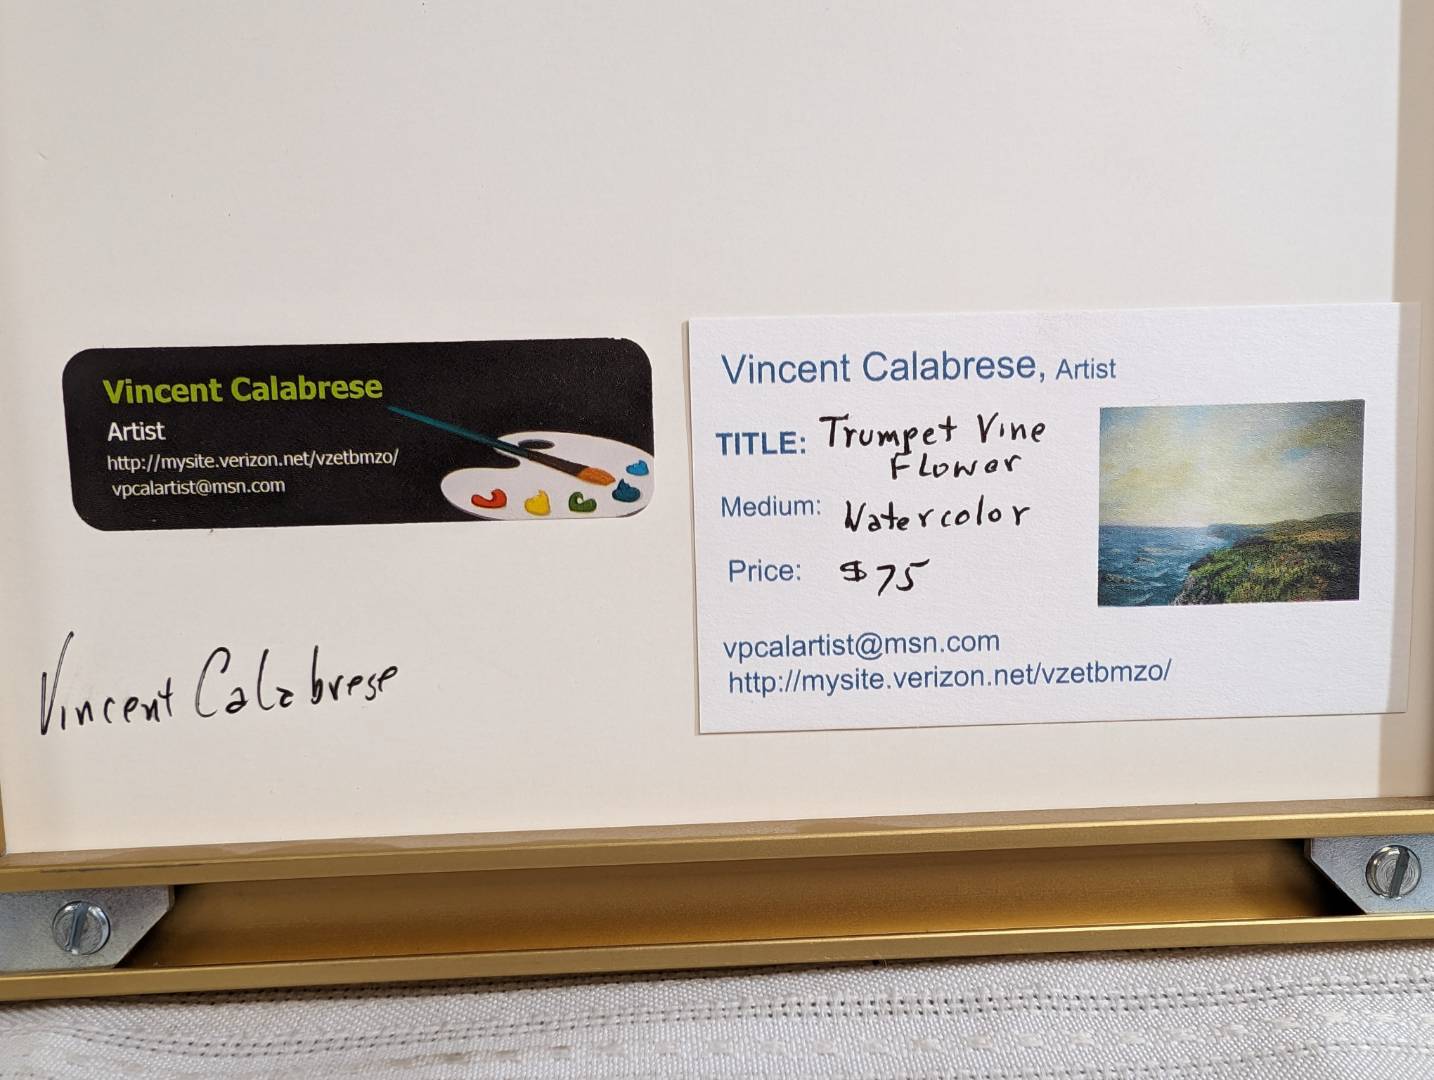 Vincent Calabrese
Artist
http://mysite.verizon.net/vzetbmzo/
vpcalartist@msn.com
Vincent Calabrese
Vincent Calabrese, Artist
TITLE: Trumpet Vine
Flower
Medium: Watercolor
Price: $75
vpcalartist@msn.com
http://mysite.verizon.net/vzetbmzo/